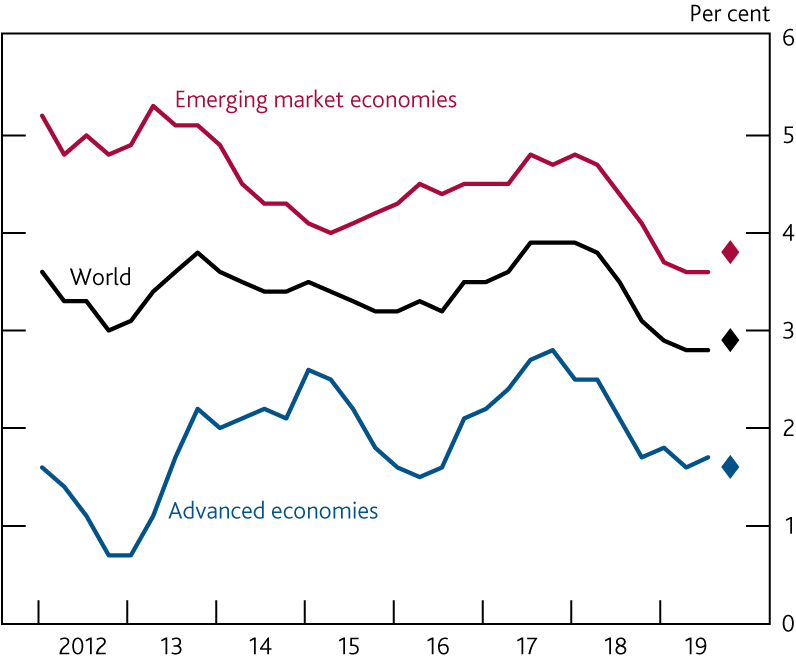 Per cent
6
Emerging market economies
5
4
World
3
2
Advanced economies
1
0
2012 13 14 15 16 17 18 19